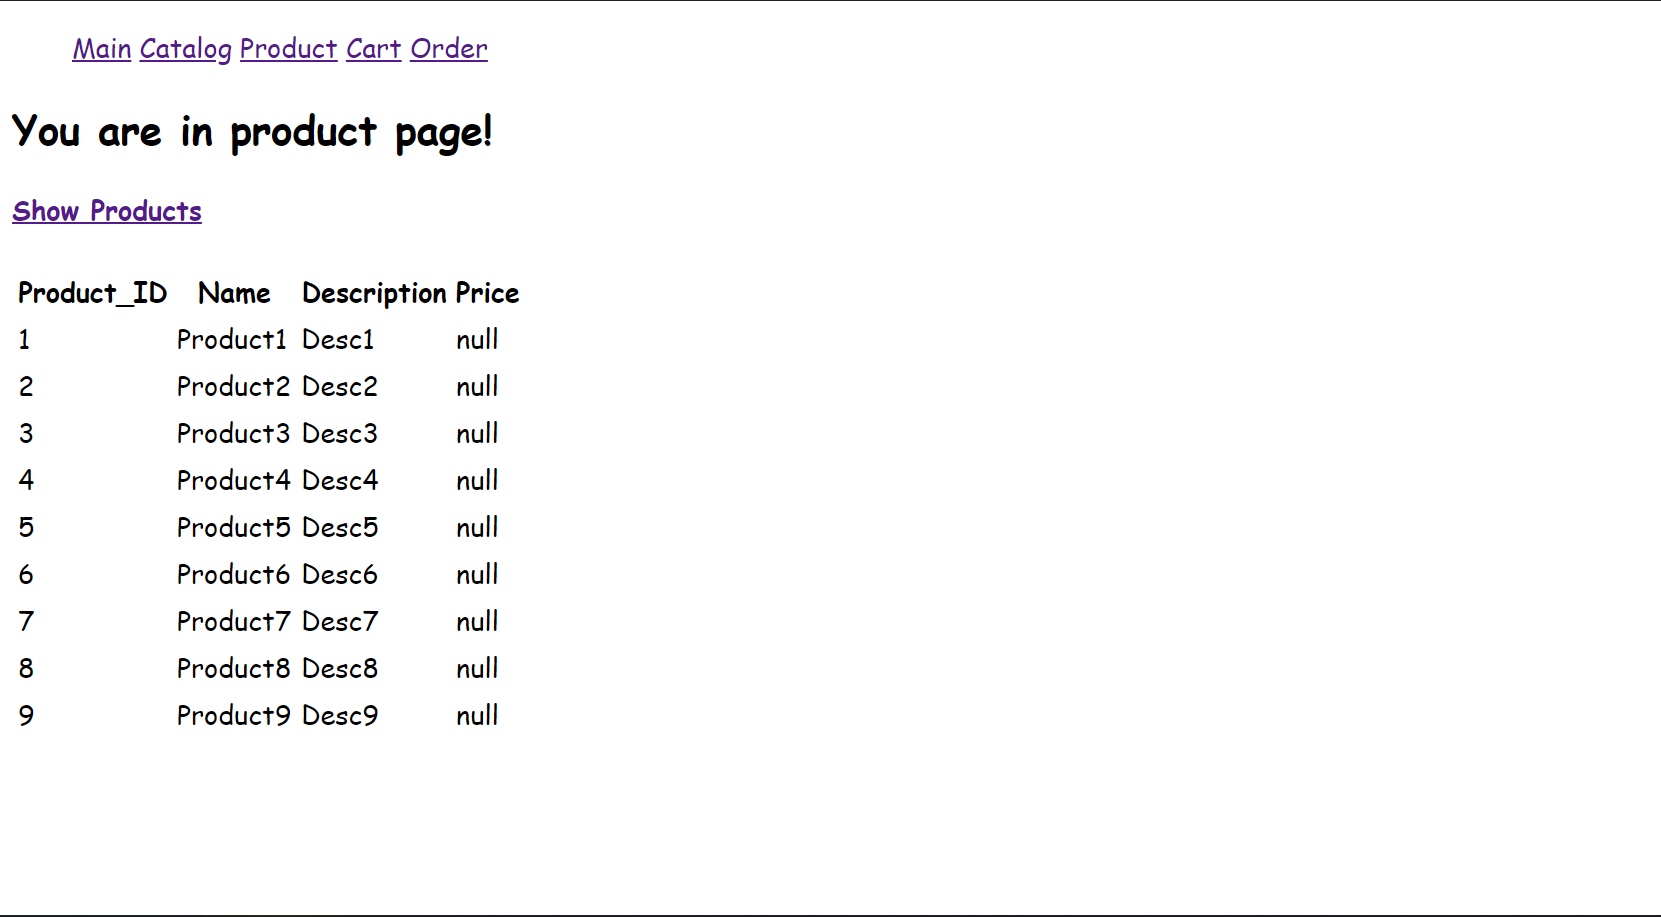 Main Catalog Product Cart Order
You are in product page!
Show Products
Product_ID Name Description Price
1 Product1 Desc1 null
2 Product2 Desc2 null
3 Product3 Desc3 null
4 Product4 Desc4 null
5 Product5 Desc5 null
6 Product6 Desc6 null
7 Product7 Desc7 null
8 Product8 Desc8 null
9 Product9 Desc9 null